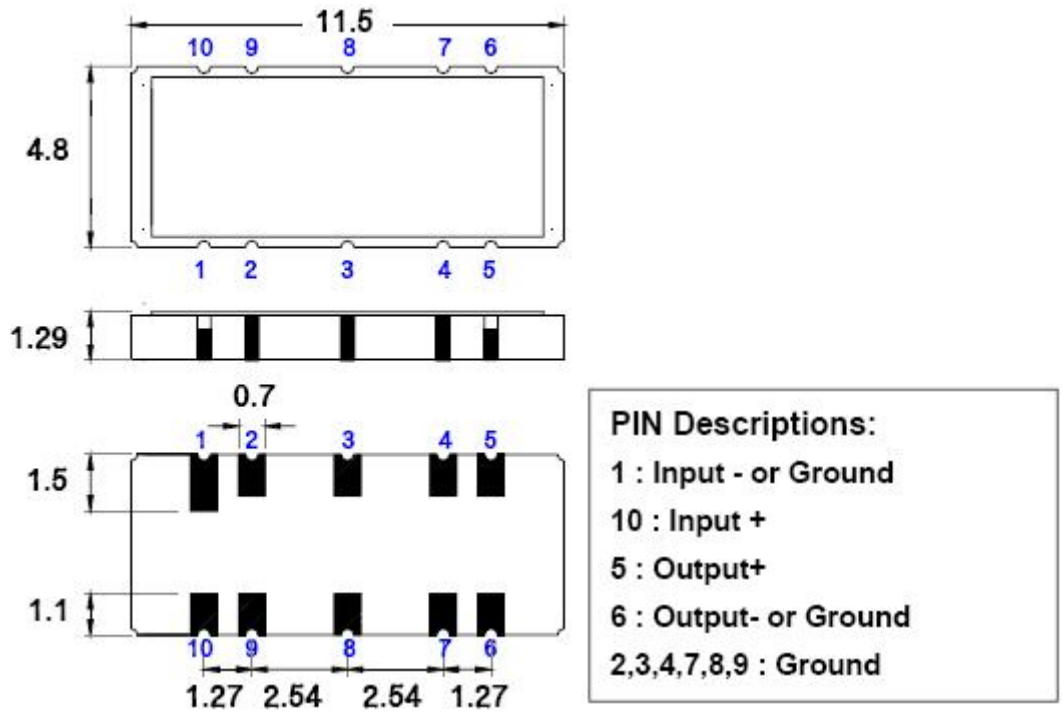 11.5
10 9 8 7 6
4.8
1 2 3 4 5
1.29
0.7
1 2 3 4 5
1.5
1.1
10 9 8 7 6
1.27 2.54 2.54 1.27
PIN Descriptions:
1 : Input - or Ground
10 : Input +
5 : Output+
6 : Output- or Ground
2,3,4,7,8,9 : Ground